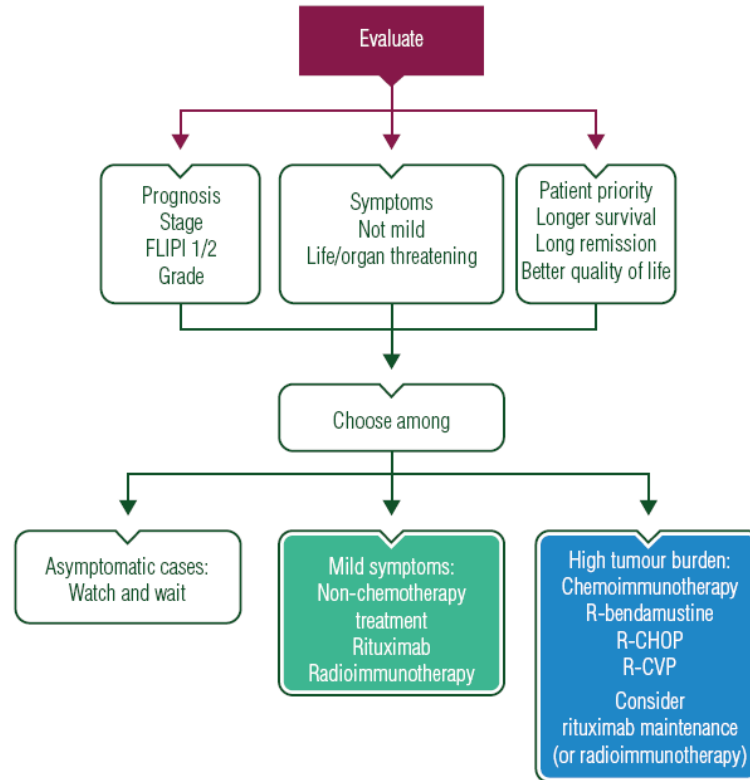 Evaluate
Prognosis
Stage
FLIPI 1/2
Grade
Symptoms
Not mild
Life/organ threatening
Patient priority
Longer survival
Long remission
Better quality of life
Choose among
Asymptomatic cases:
Watch and wait
Mild symptoms:
Non-chemotherapy
treatment
Rituximab
Radioimmunotherapy
High tumour burden:
Chemoimmunotherapy
R-bendamustine
R-CHOP
R-CVP
Consider
rituximab maintenance
(or radioimmunotherapy)